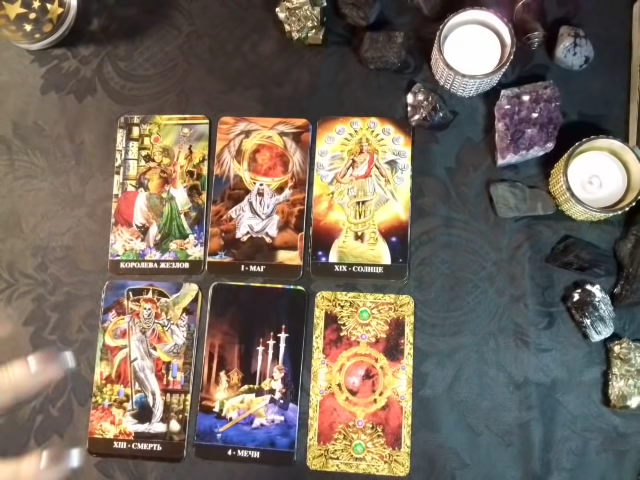 КОРОЛЕВА ЖЕЗЛОВ
I · МАГ
XIX · СОЛНЦЕ
XIII · СМЕРТЬ
4 · МЕЧИ